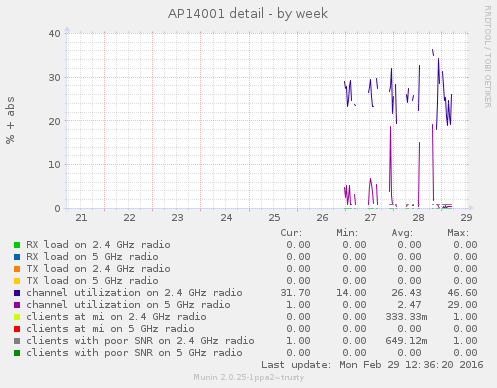 AP14001 detail - by week
RRDTOOL / TOBI OETIKER
% + abs
40
30
20
10
0
21 22 23 24 25 26 27 28 29
Cur: Min: Avg: Max:
RX load on 2.4 GHz radio 0.00 0.00 0.00 0.00
RX load on 5 GHz radio 0.00 0.00 0.00 0.00
TX load on 2.4 GHz radio 0.00 0.00 0.00 0.00
TX load on 5 GHz radio 0.00 0.00 0.00 0.00
channel utilization on 2.4 GHz radio 31.70 14.00 26.43 46.60
channel utilization on 5 GHz radio 1.00 0.00 2.47 29.00
clients at mi on 2.4 GHz radio 0.00 0.00 333.33m 1.00
clients at mi on 5 GHz radio 0.00 0.00 0.00 0.00
clients with poor SNR on 2.4 GHz radio 1.00 0.00 649.12m 1.00
clients with poor SNR on 5 GHz radio 0.00 0.00 0.00 0.00
Last update: Mon Feb 29 12:36:20 2016
Munin 2.0.25-1ppa2~trusty